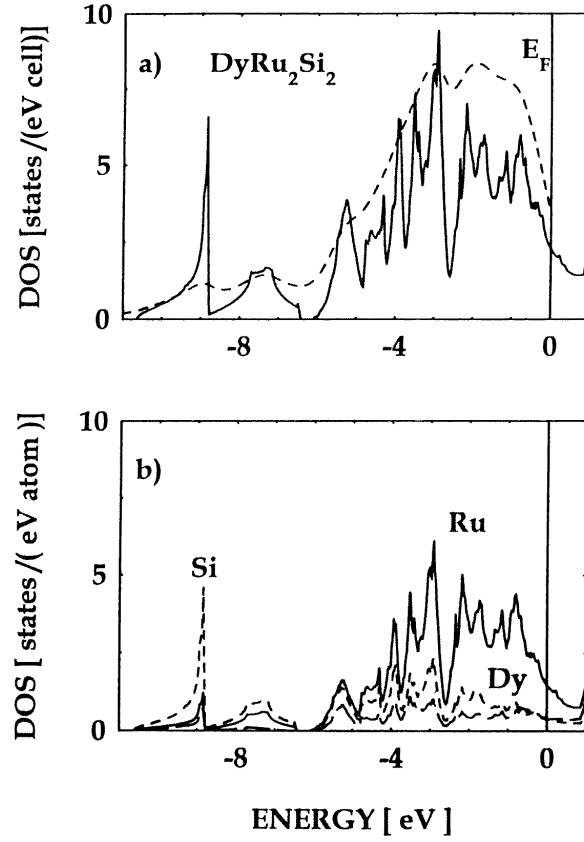 10
a) DyRu₂Si₂ E_F
5
0
-8 -4 0
DOS [states /(eV cell)]
10
b)
Ru
Si
5
Dy
0
-8 -4 0
DOS [ states /( eV atom )]
ENERGY [ eV ]